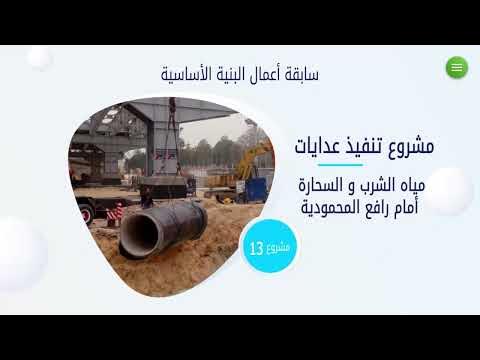 سابقة أعمال البنية الأساسية
مشروع تنفيذ عدايات
مياه الشرب و السحارة
أمام رافع المحمودية
مشروع 13